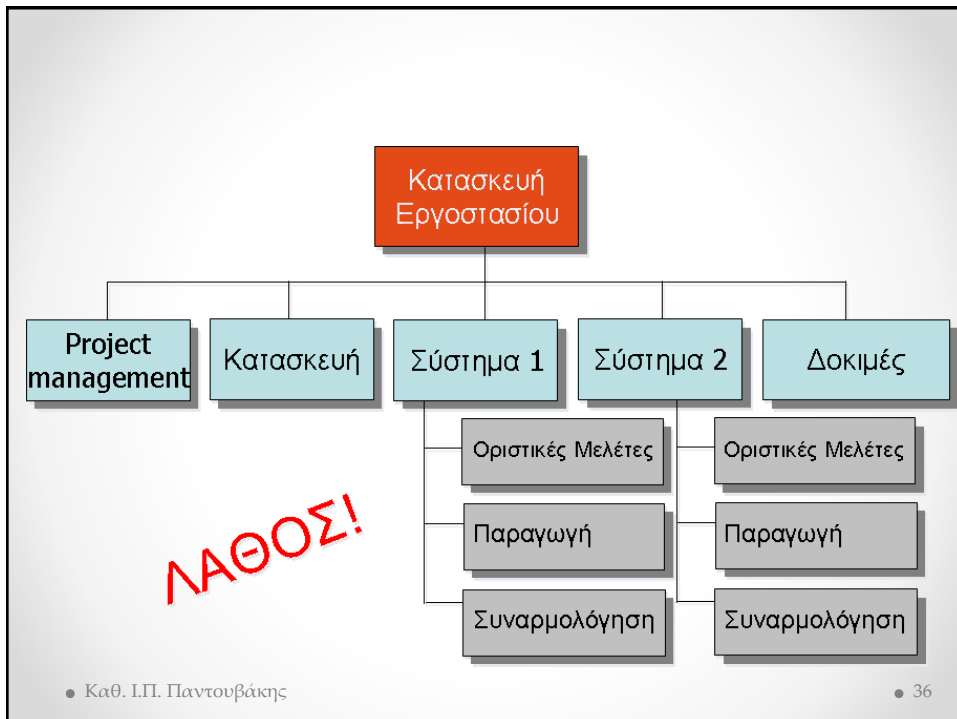 Κατασκευή
Εργοστασίου
Project
management
Κατασκευή
Σύστημα 1
Σύστημα 2
Δοκιμές
Οριστικές Μελέτες
Παραγωγή
Συναρμολόγηση
Οριστικές Μελέτες
Παραγωγή
Συναρμολόγηση
ΛΑΘΟΣ!
Καθ. Ι.Π. Παντουβάκης
36